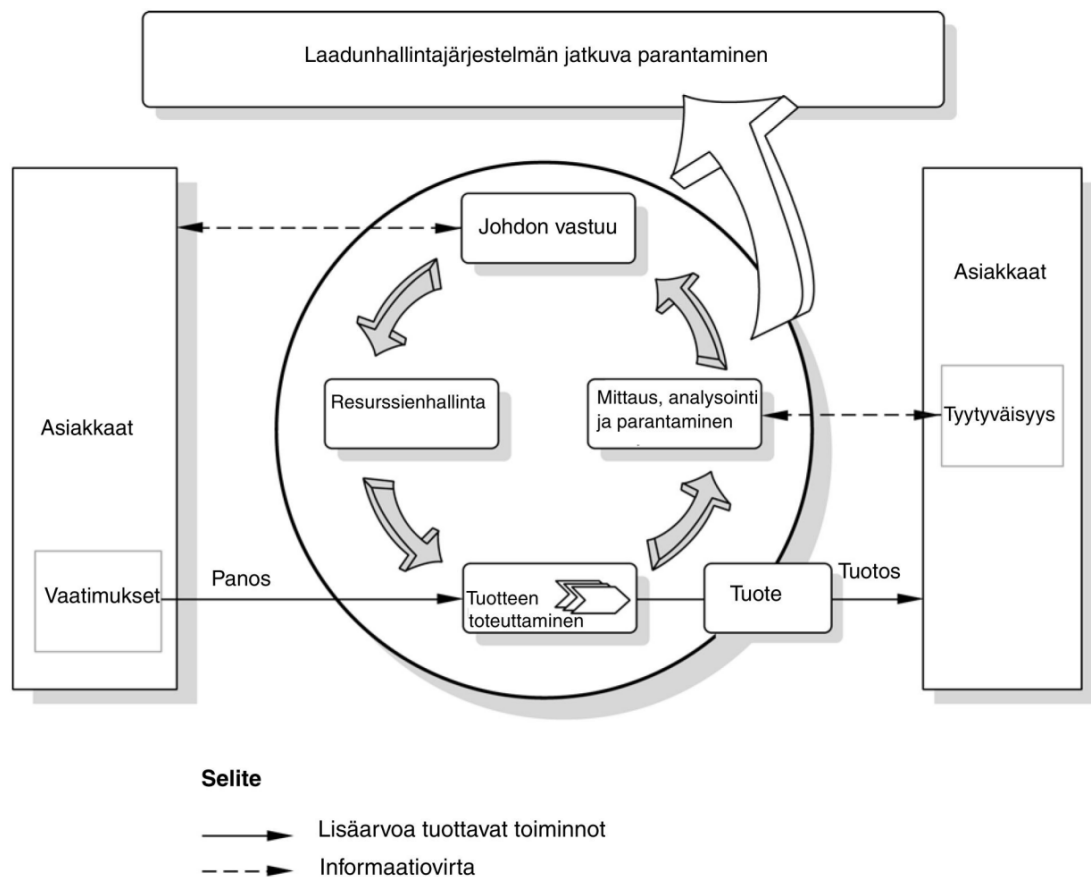 Laadunhallintajärjestelmän jatkuva parantaminen
Johdon vastuu
Asiakkaat
Resurssienhallinta
Mittaus, analysointi
ja parantaminen
Tyytyväisyys
Asiakkaat
Vaatimukset
Panos
Tuotteen
toteuttaminen
Tuote
Tuotos
Selite
Lisäarvoa tuottavat toiminnot
Informaatiovirta